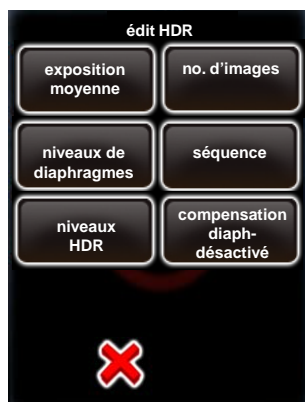 édit HDR
exposition
moyenne
no. d'images
niveaux de
diaphragmes
séquence
niveaux
HDR
compensation
diaph-
désactivé